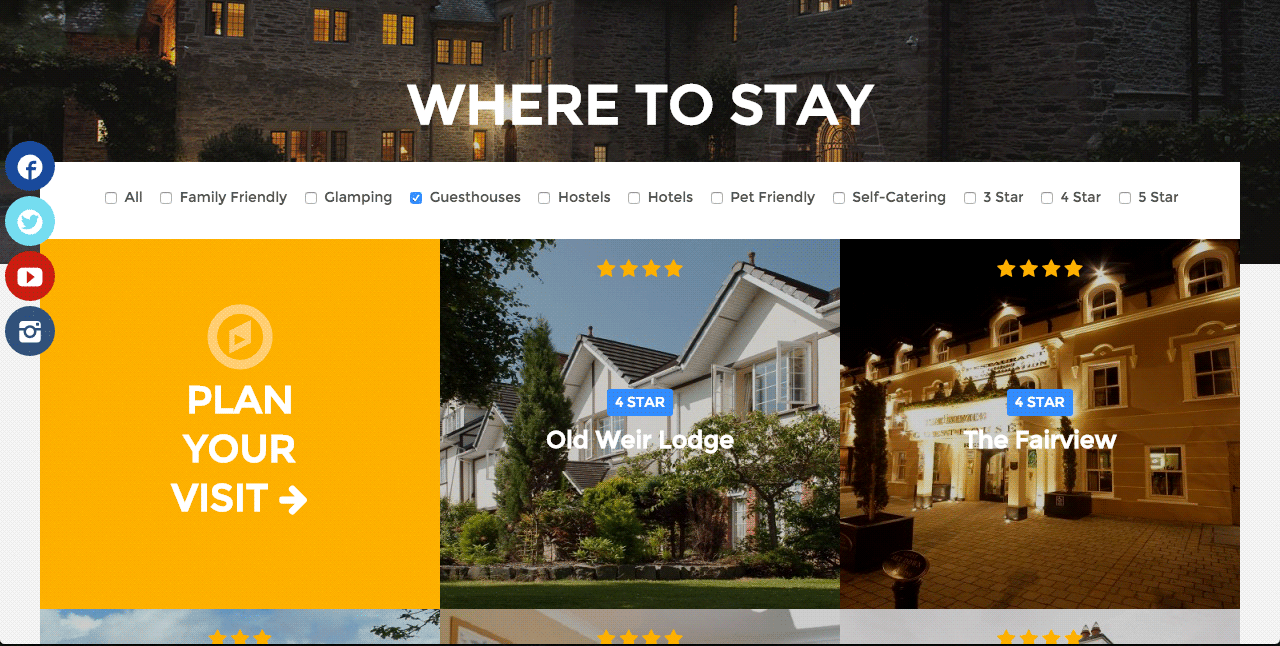 WHERE TO STAY
All Family Friendly Glamping Guesthouses Hostels Hotels Pet Friendly Self-Catering 3 Star 4 Star 5 Star
PLAN
YOUR
VISIT
4 STAR
Old Weir Lodge
4 STAR
The Fairview
RESTAURANT